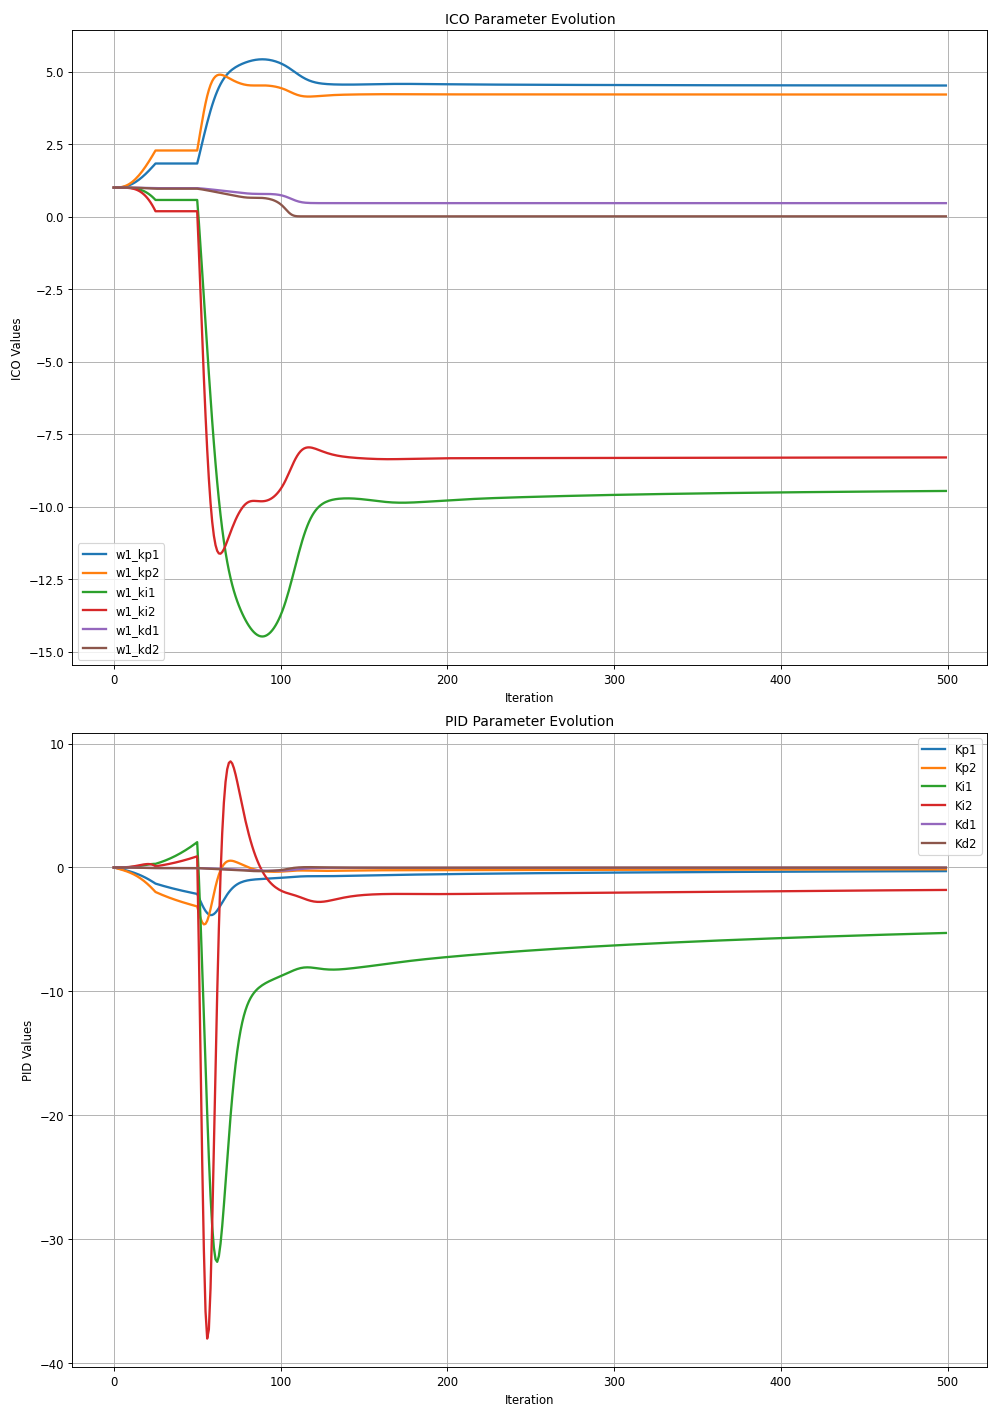 ICO Parameter Evolution
ICO Values
5.0
2.5
0.0
−2.5
−5.0
−7.5
−10.0
−12.5
−15.0
w1_kp1
w1_kp2
w1_ki1
w1_ki2
w1_kd1
w1_kd2
0 100 200 300 400 500
Iteration
PID Parameter Evolution
PID Values
10
0
−10
−20
−30
−40
Kp1
Kp2
Ki1
Ki2
Kd1
Kd2
0 100 200 300 400 500
Iteration